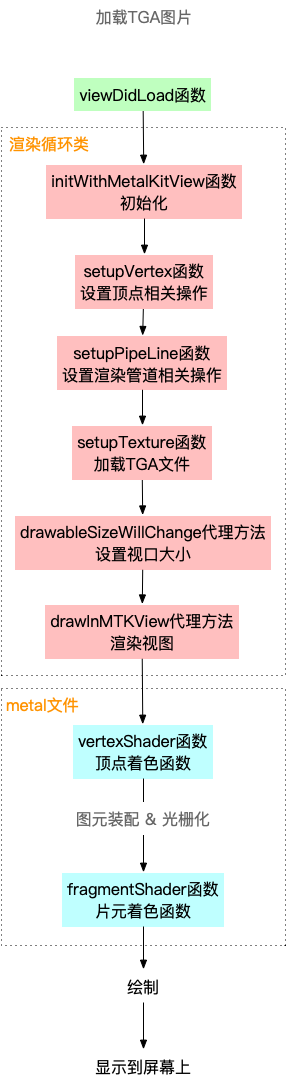 加载TGA图片
viewDidLoad函数
渲染循环类
initWithMetalKitView函数
初始化
setupVertex函数
设置顶点相关操作
setupPipeLine函数
设置渲染管道相关操作
setupTexture函数
加载TGA文件
drawableSizeWillChange代理方法
设置视口大小
drawInMTKView代理方法
渲染视图
metal文件
vertexShader函数
顶点着色函数
图元装配 & 光栅化
fragmentShader函数
片元着色函数
绘制
显示到屏幕上